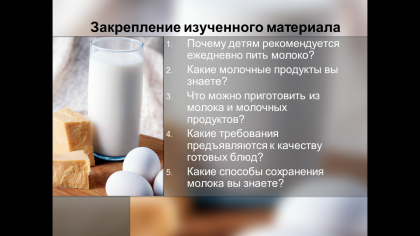 Закрепление изученного материала
1. Почему детям рекомендуется
ежедневно пить молоко?
2. Какие молочные продукты вы
знаете?
3. Что можно приготовить из
молока и молочных
продуктов?
4. Какие требования
предъявляются к качеству
готовых блюд?
5. Какие способы сохранения
молока вы знаете?